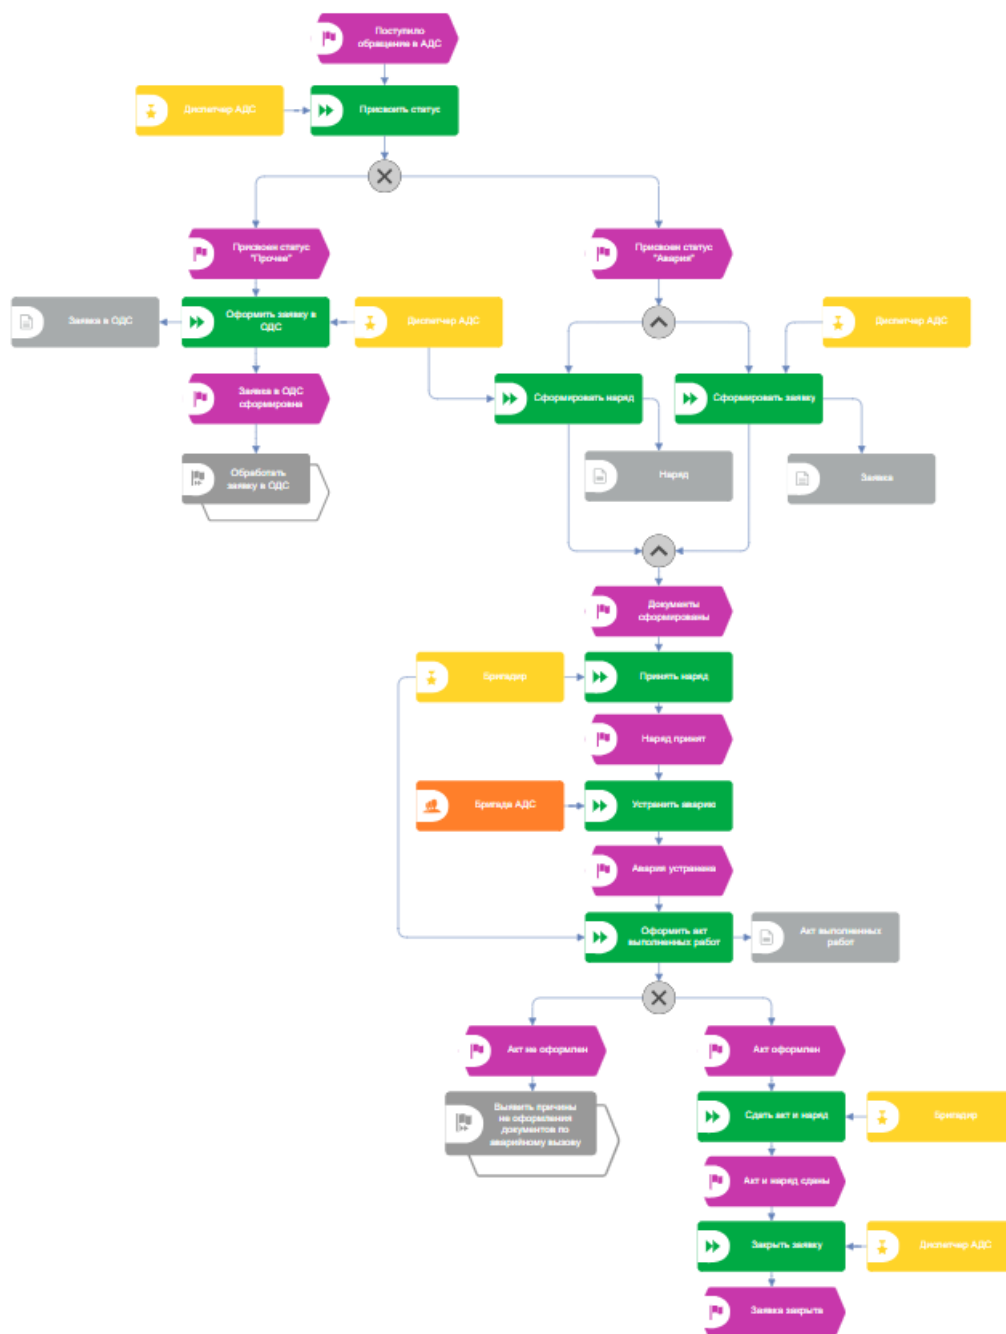 Поступило
обращение в АДС
Диспетчер АДС
Присвоить статус
Присвоен статус
"Прочее"
Присвоен статус
"Авария"
Заявка в ОДС
Оформить заявку в
ОДС
Диспетчер АДС
Диспетчер АДС
Заявка в ОДС
сформирована
Сформировать наряд
Сформировать заявку
Обработать
заявку в ОДС
Наряд
Заявка
Документы
сформированы
Бригадир
Принять наряд
Наряд принят
Бригада АДС
Устранить аварию
Авария устранена
Оформить акт
выполненных работ
Акт выполненных
работ
Акт не оформлен
Акт оформлен
Выявить причины
не оформления
документов по
аварийному вызову
Сдать акт и наряд
Бригадир
Акт и наряд сданы
Закрыть заявку
Диспетчер АДС
Заявка закрыта